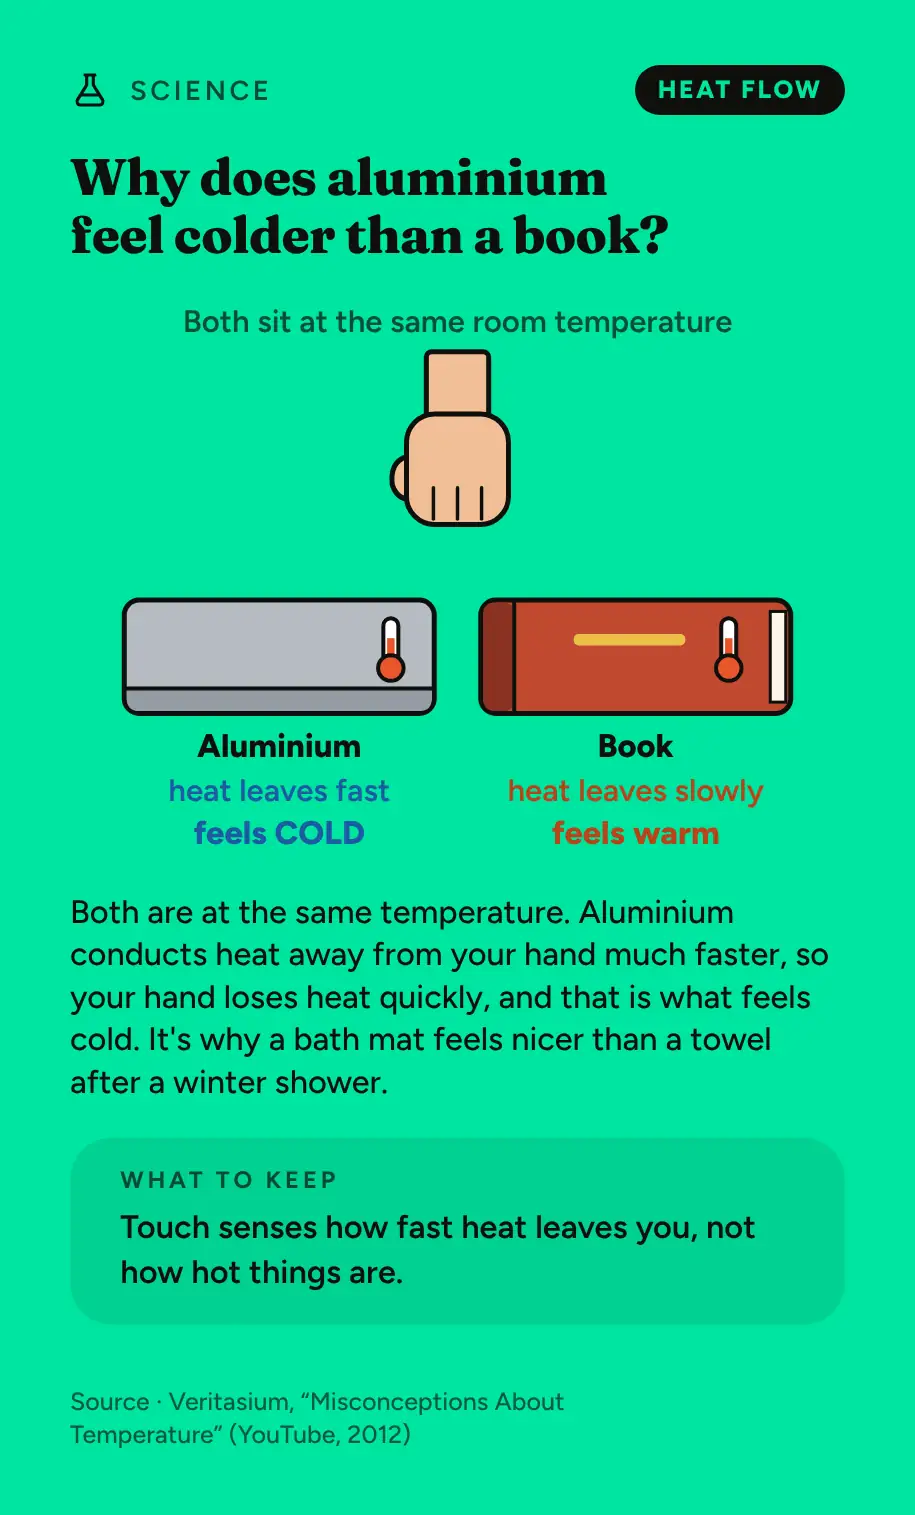 SCIENCE
HEAT FLOW
Why does aluminium
feel colder than a book?
Both sit at the same room temperature
Aluminium
heat leaves fast
feels COLD
Book
heat leaves slowly
feels warm
Both are at the same temperature. Aluminium
conducts heat away from your hand much faster, so
your hand loses heat quickly, and that is what feels
cold. It's why a bath mat feels nicer than a towel
after a winter shower.
WHAT TO KEEP
Touch senses how fast heat leaves you, not
how hot things are.
Source · Veritasium, “Misconceptions About
Temperature” (YouTube, 2012)